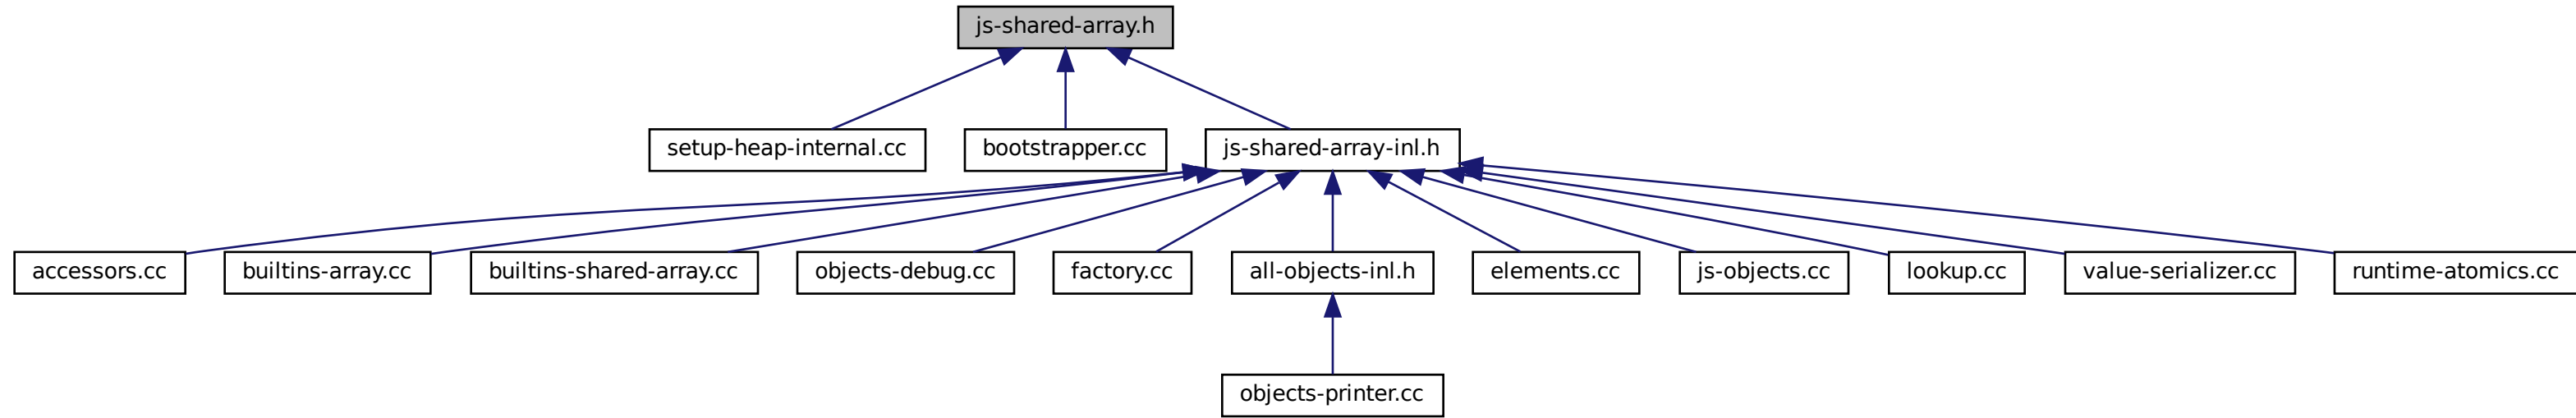 js-shared-array.h
setup-heap-internal.cc
bootstrapper.cc
js-shared-array-inl.h
accessors.cc
builtins-array.cc
builtins-shared-array.cc
objects-debug.cc
factory.cc
all-objects-inl.h
elements.cc
js-objects.cc
lookup.cc
value-serializer.cc
runtime-atomics.cc
objects-printer.cc